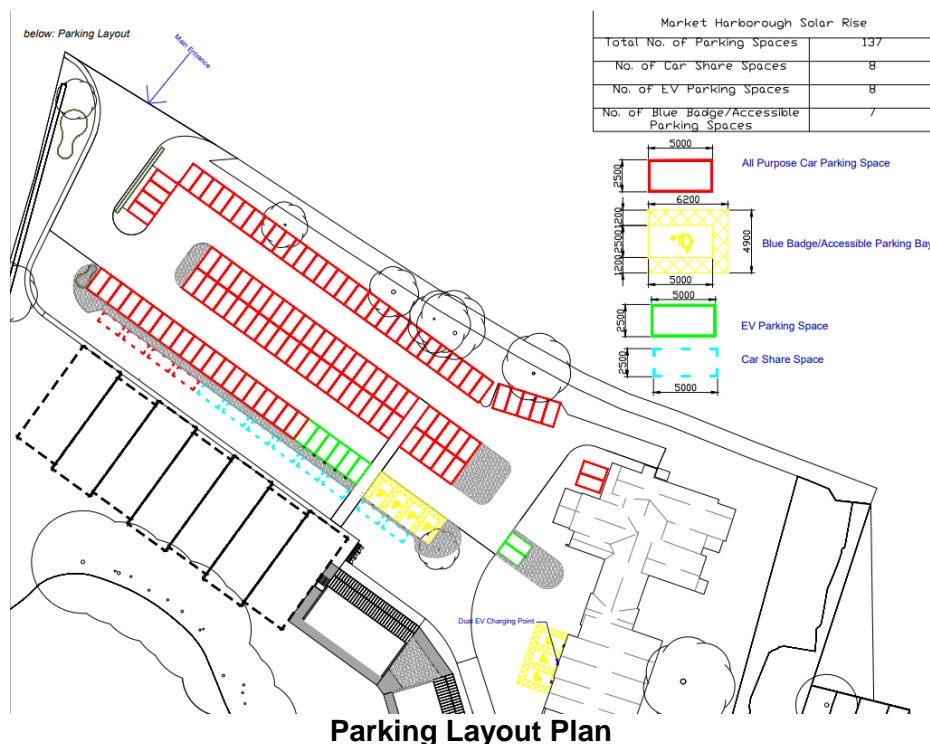 below: Parking Layout
Main Entrance
Market Harborough Solar Rise
Total No. of Parking Spaces 137
No. of Car Share Spaces 8
No. of EV Parking Spaces 8
No. of Blue Badge/Accessible
Parking Spaces 7
5000
2500
All Purpose Car Parking Space
6200
1200
2500
1200
4900
5000
Blue Badge/Accessible Parking Bay
5000
2500
EV Parking Space
2500
5000
Car Share Space
Dual EV Charging Point
Parking Layout Plan